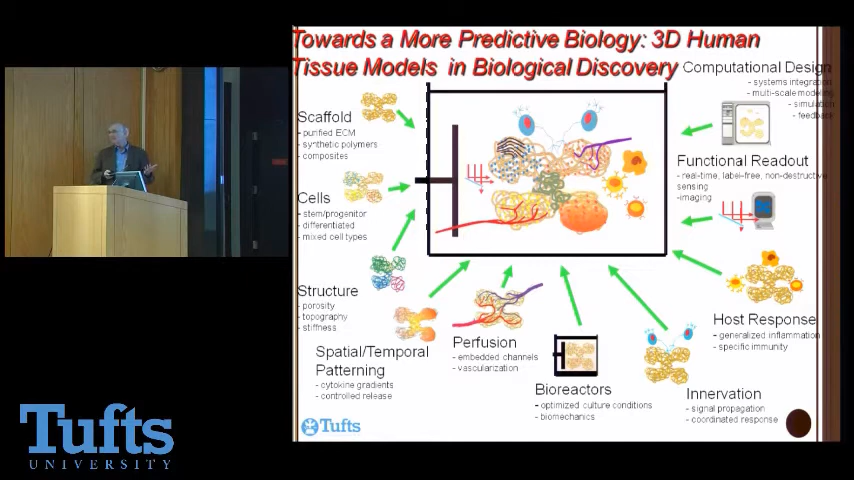 Towards a More Predictive Biology: 3D Human
Tissue Models in Biological Discovery
Scaffold
- purified ECM
- synthetic polymers
- composites
Cells
- stem/progenitor
- differentiated
- mixed cell types
Structure
- porosity
- topography
- stiffness
Spatial/Temporal
Patterning
- cytokine gradients
- controlled release
Perfusion
- embedded channels
- vascularization
Bioreactors
- optimized culture conditions
- biomechanics
Innervation
- signal propagation
- coordinated response
Host Response
- generalized inflammation
- specific immunity
Functional Readout
- real-time, label-free, non-destructive
sensing
-imaging
Computational Design
- systems integration
- multi-scale modeling
- simulation
- feedback
Tufts
Tufts
UNIVERSITY